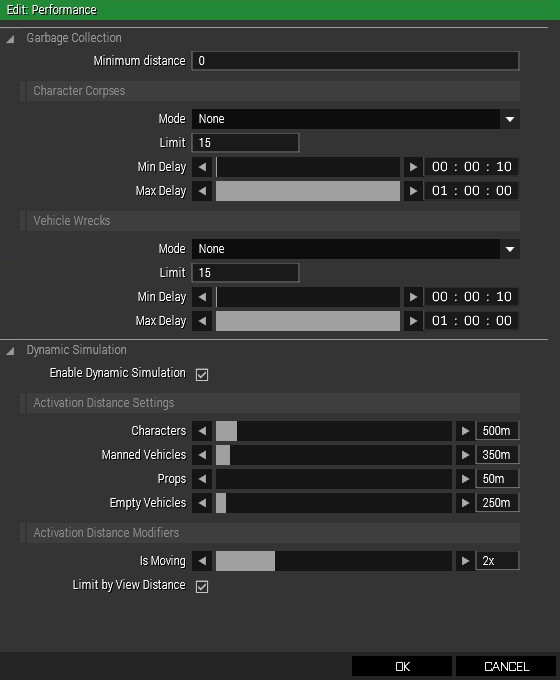 Edit: Performance
Garbage Collection
Minimum distance 0
Character Corpses
Mode None
Limit 15
Min Delay 00 : 00 : 10
Max Delay 01 : 00 : 00
Vehicle Wrecks
Mode None
Limit 15
Min Delay 00 : 00 : 10
Max Delay 01 : 00 : 00
Dynamic Simulation
Enable Dynamic Simulation
Activation Distance Settings
Characters 500m
Manned Vehicles 350m
Props 50m
Empty Vehicles 250m
Activation Distance Modifiers
Is Moving 2x
Limit by View Distance
OK CANCEL